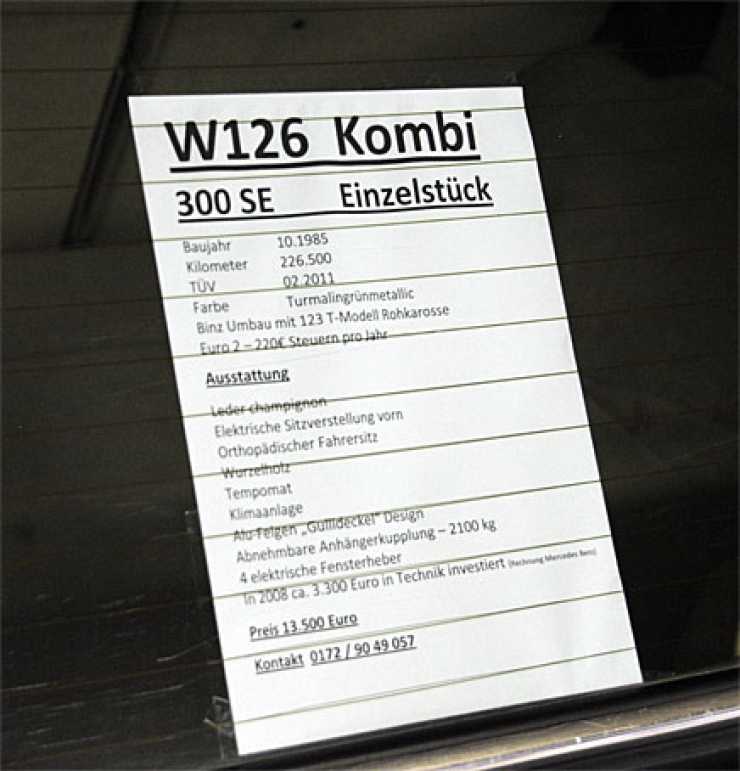 W126 Kombi
300 SE Einzelstück
Baujahr 10.1985
Kilometer 226.500
TÜV 02.2011
Farbe Turmalingrünmetallic
Binz Umbau mit 123 T-Modell Rohkarosse
Euro 2 – 220€ Steuern pro Jahr
Ausstattung
Leder champignon
Elektrische Sitzverstellung vorn
Orthopädischer Fahrersitz
Wurzelholz
Tempomat
Klimaanlage
Alu Felgen „Gullideckel“ Design
Abnehmbare Anhängerkupplung – 2100 kg
4 elektrische Fensterheber
In 2008 ca. 3.300 Euro in Technik investiert (Rechnung Mercedes Benz)
Preis 13.500 Euro
Kontakt 0172 / 90 49 057